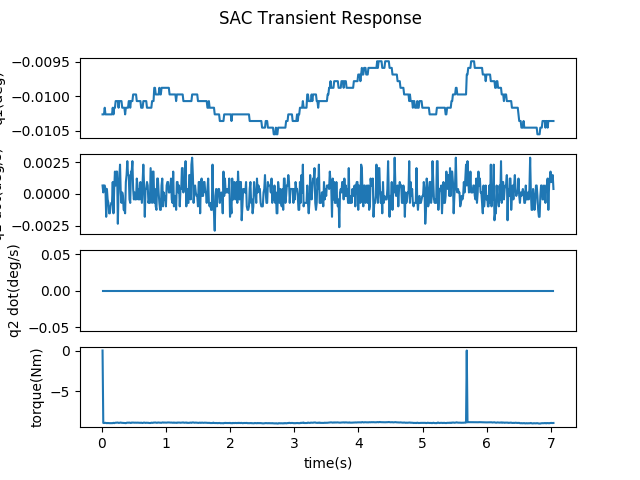 SAC Transient Response
−0.0095
−0.0100
−0.0105
0.0025
0.0000
−0.0025
0.05
0.00
−0.05
q2 dot(deg/s)
0
−5
torque(Nm)
0 1 2 3 4 5 6 7
time(s)